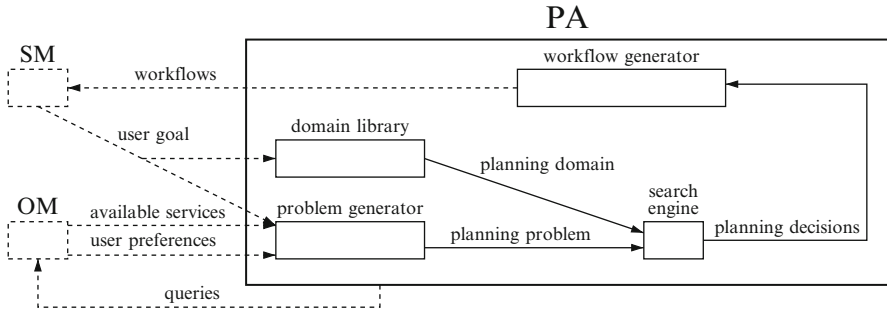 PA
SM
workflow generator
workflows
user goal
domain library
planning domain
search
engine
OM
available services
problem generator
user preferences
planning problem
planning decisions
queries